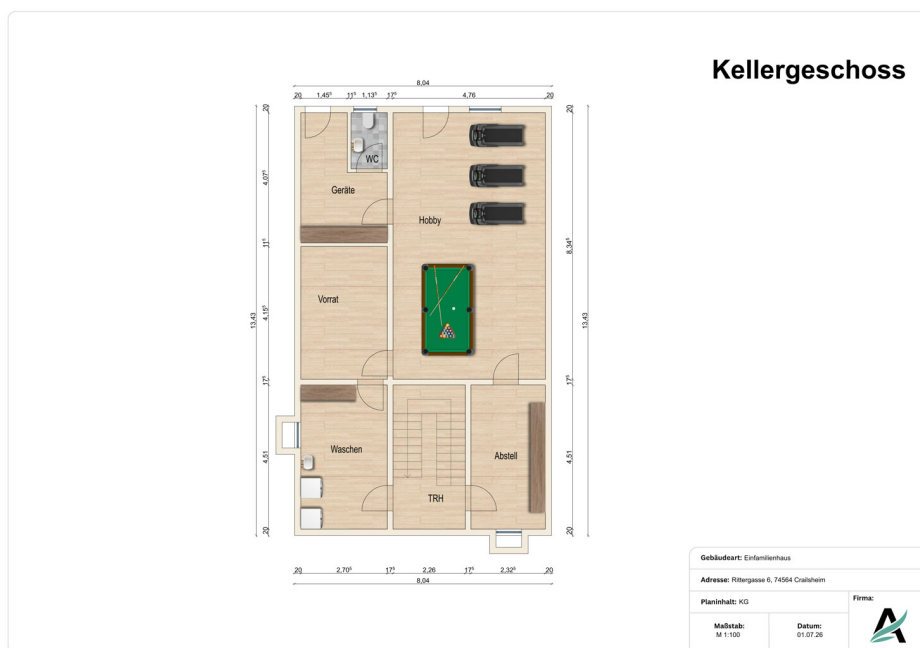 Kellergeschoss
8,04
20 1,45⁵ 11⁵ 1,13⁵ 17⁵ 4,76 20
20
4,07⁵
11⁵
4,15⁵
17⁵
4,51
20
13,43
20
8,34⁵
17⁵
4,51
20
13,43
WC
Geräte
Hobby
Vorrat
Waschen
Abstell
TRH
20 2,70⁵ 17⁵ 2,26 17⁵ 2,32⁵ 20
8,04
Gebäudeart: Einfamilienhaus
Adresse: Rittergasse 6, 74564 Crailsheim
Planinhalt: KG
Firma:
Maßstab:
M 1:100
Datum:
01.07.26